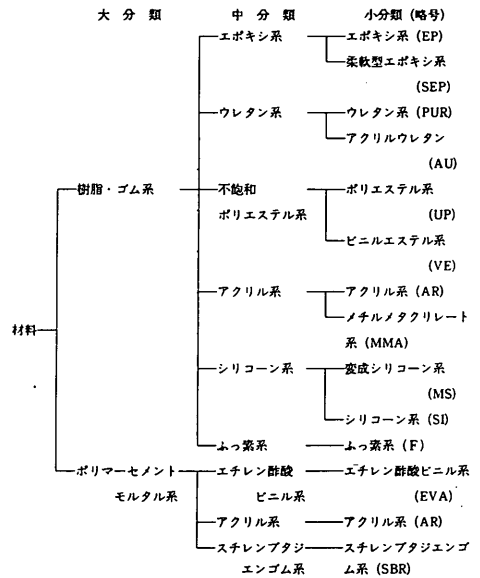 大分類 中分類 小分類 (略号)
エポキシ系 エポキシ系 (EP)
柔軟型エポキシ系
(SEP)
ウレタン系 ウレタン系 (PUR)
アクリルウレタン
(AU)
樹脂・ゴム系 不飽和 ポリエステル系
ポリエステル系 (UP)
ビニルエステル系
(VE)
アクリル系 アクリル系 (AR)
メチルメタクリレート
材料 系 (MMA)
シリコーン系 変成シリコーン系
(MS)
シリコーン系 (SI)
ふっ素系 ふっ素系 (F)
ポリマーセメント エチレン酢酸 エチレン酢酸ビニル系
モルタル系 ビニル系 (EVA)
アクリル系 アクリル系 (AR)
スチレンブタジ スチレンブタジエンゴ
エンゴム系 ム系 (SBR)